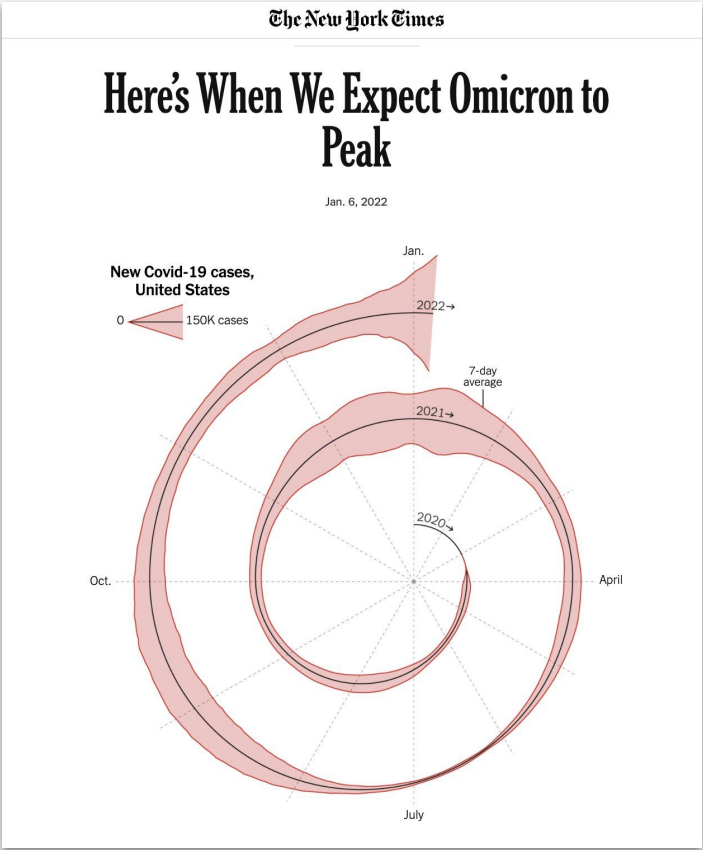 The New York Times
Here’s When We Expect Omicron to
Peak
Jan. 6, 2022
Jan.
New Covid-19 cases,
United States
0
150K cases
2022→
7-day
average
2021→
2020→
Oct.
April
July